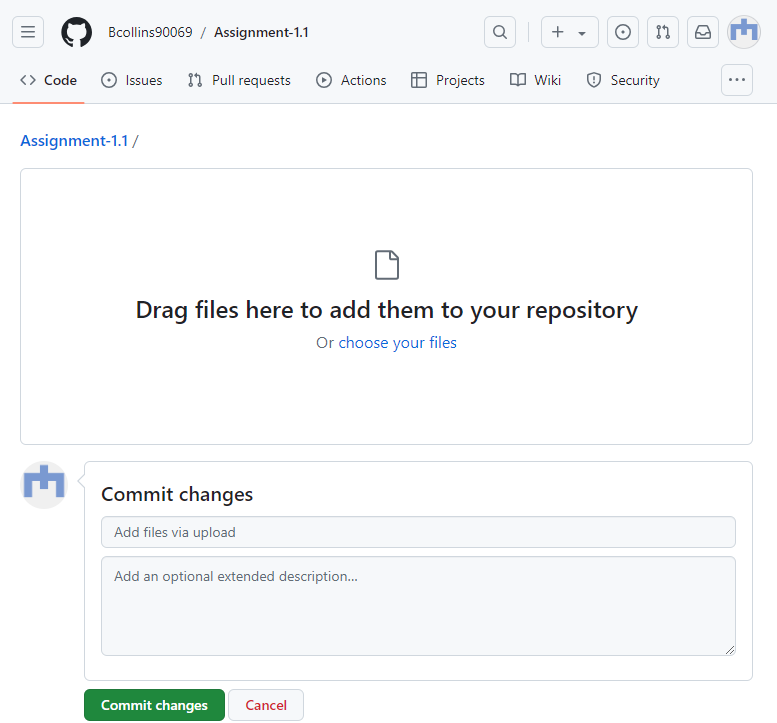 Bcollins90069 / Assignment-1.1
Code Issues Pull requests Actions Projects Wiki Security
Assignment-1.1 /
Drag files here to add them to your repository
Or choose your files
Commit changes
Add files via upload
Add an optional extended description...
Commit changes Cancel